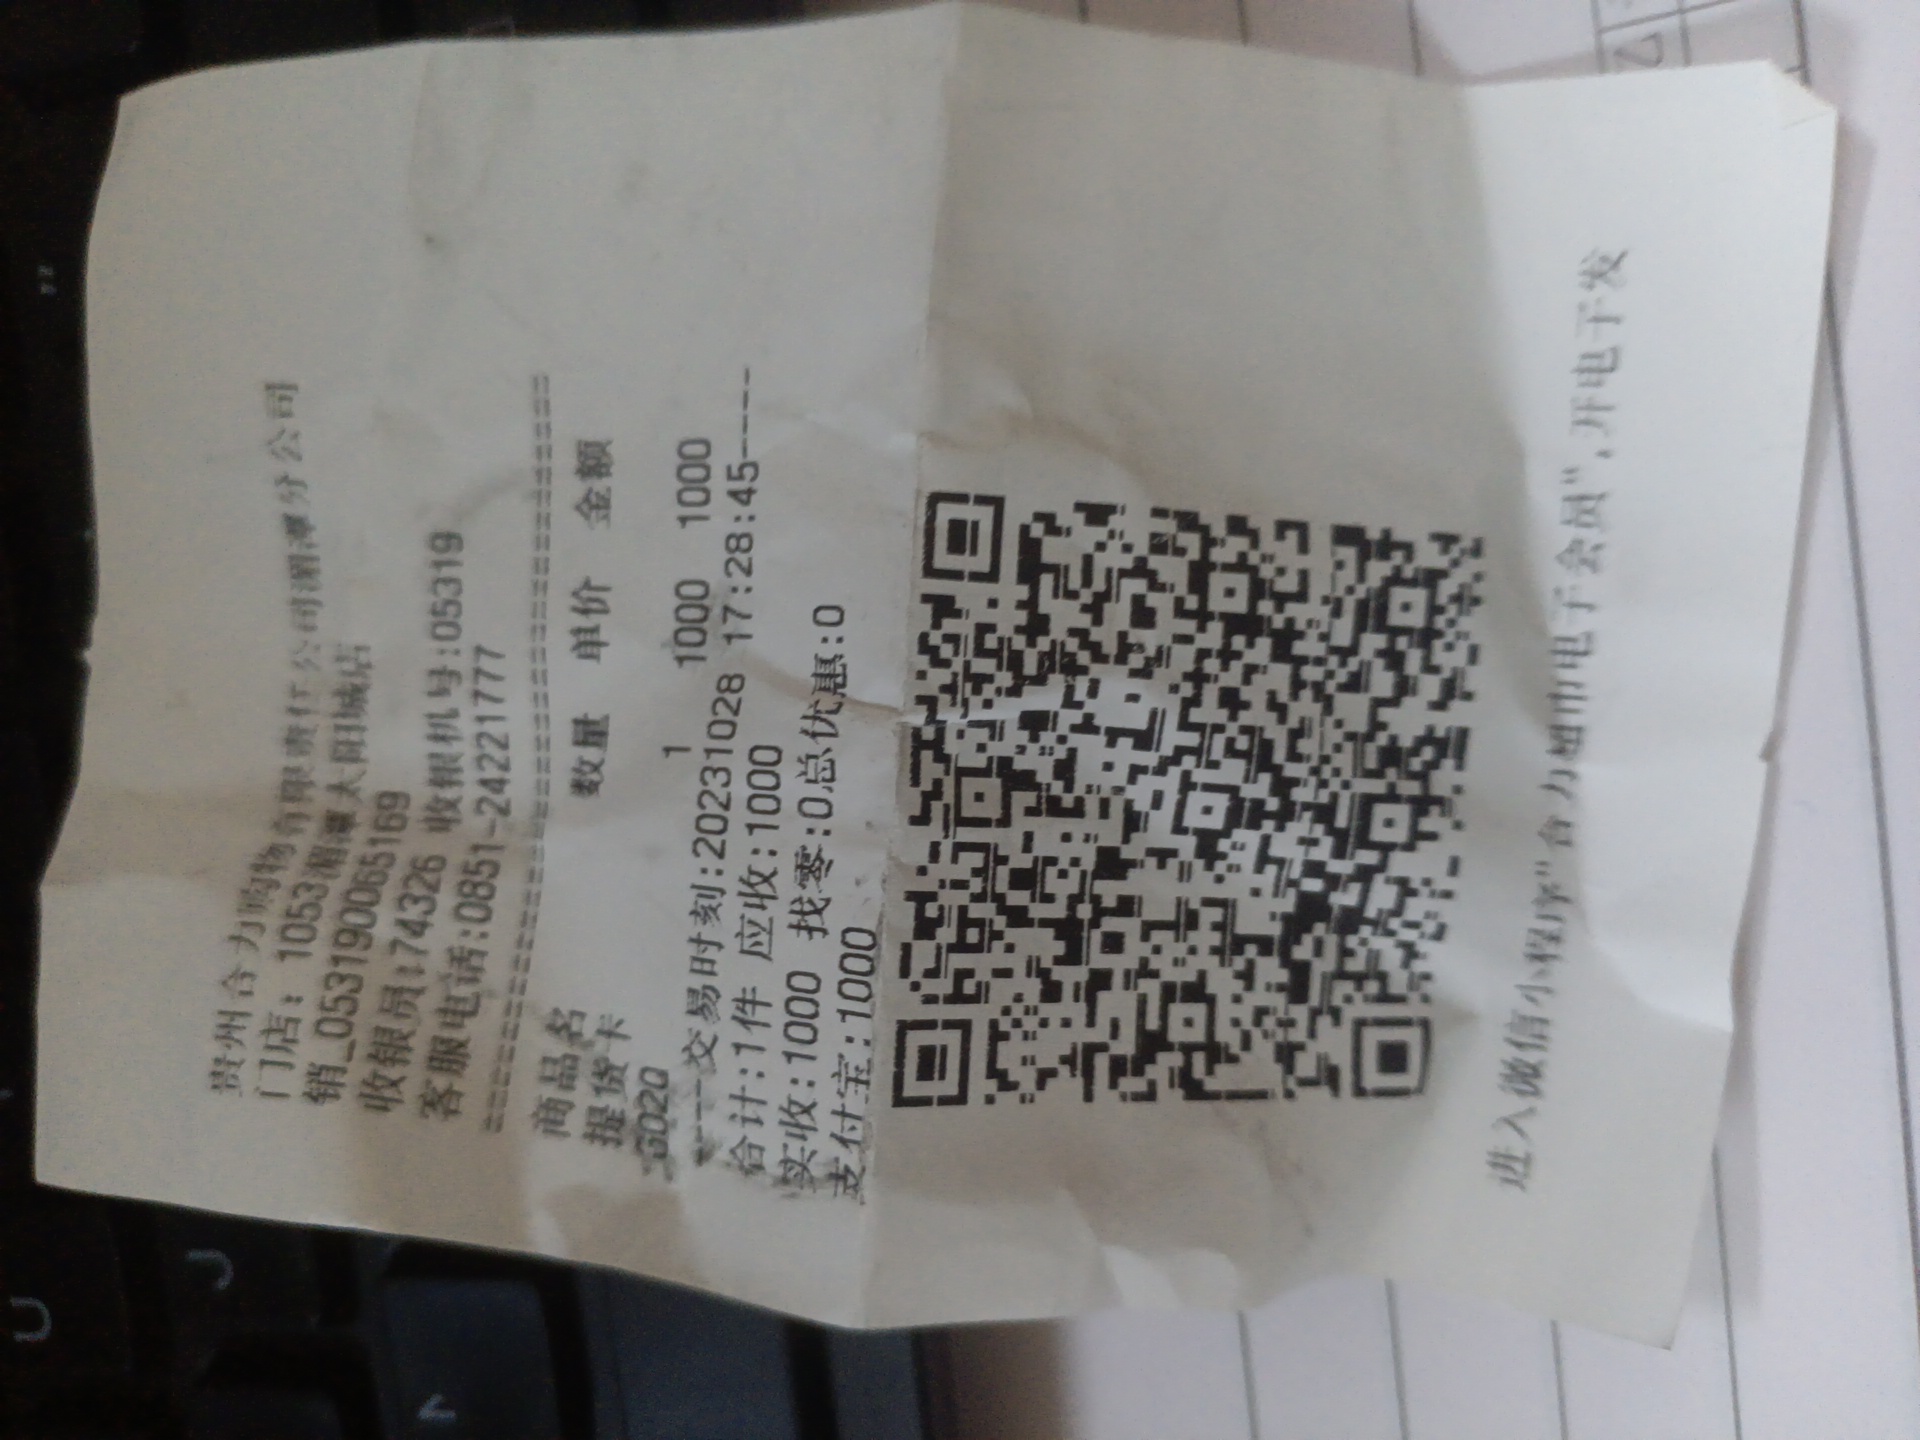 贵州合力购物有限责任公司湄潭分公司
门店: 1053湄潭太阳城店
销_0531900065169
收银员:74326 收银机号:05319
客服电话:0851-24221777
==============================
商品名 数量 单价 金额
提货卡
6020 1 1000 1000
----交易时刻:20231028 17:28:45----
合计:1件 应收:1000
实收:1000 找零:0总优惠:0
支付宝:1000
进入微信小程序"合力超市电子会员",开电子发
U
J